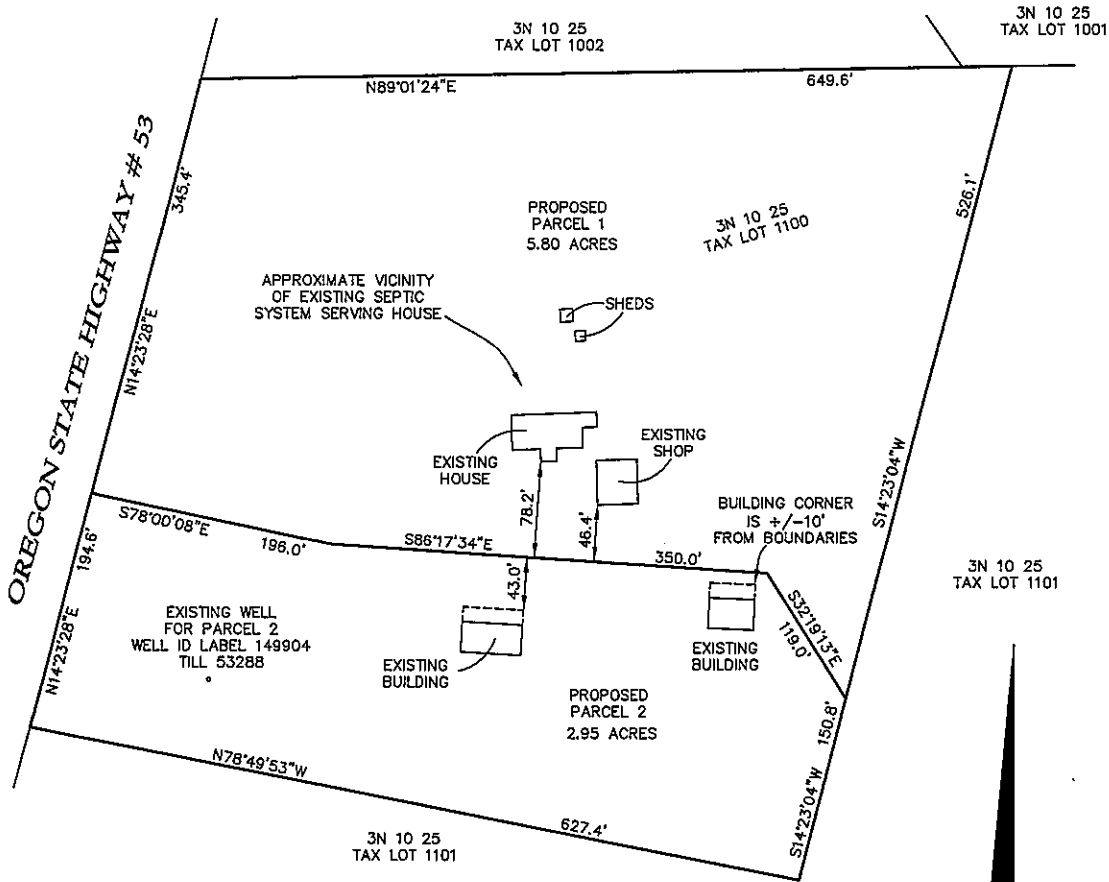 3N 10 25
TAX LOT 1002
3N 10 25
TAX LOT 1001
N89°01'24"E
649.6'
OREGON STATE HIGHWAY # 53
345.4'
N14°23'28"E
526.1'
S14°23'04"W
PROPOSED
PARCEL 1
5.80 ACRES
3N 10 25
TAX LOT 1100
APPROXIMATE VICINITY
OF EXISTING SEPTIC
SYSTEM SERVING HOUSE
SHEDS
EXISTING
HOUSE
EXISTING
SHOP
78.2'
46.4'
BUILDING CORNER
IS +/-10'
FROM BOUNDARIES
S78°00'08"E
196.0'
S86°17'34"E
350.0'
S32°19'13"E
119.0'
3N 10 25
TAX LOT 1101
194.6'
N14°23'28"E
43.0'
EXISTING WELL
FOR PARCEL 2
WELL ID LABEL 149904
TILL 53288
EXISTING
BUILDING
EXISTING
BUILDING
PROPOSED
PARCEL 2
2.95 ACRES
150.8'
S14°23'04"W
N78°49'53"W
627.4'
3N 10 25
TAX LOT 1101